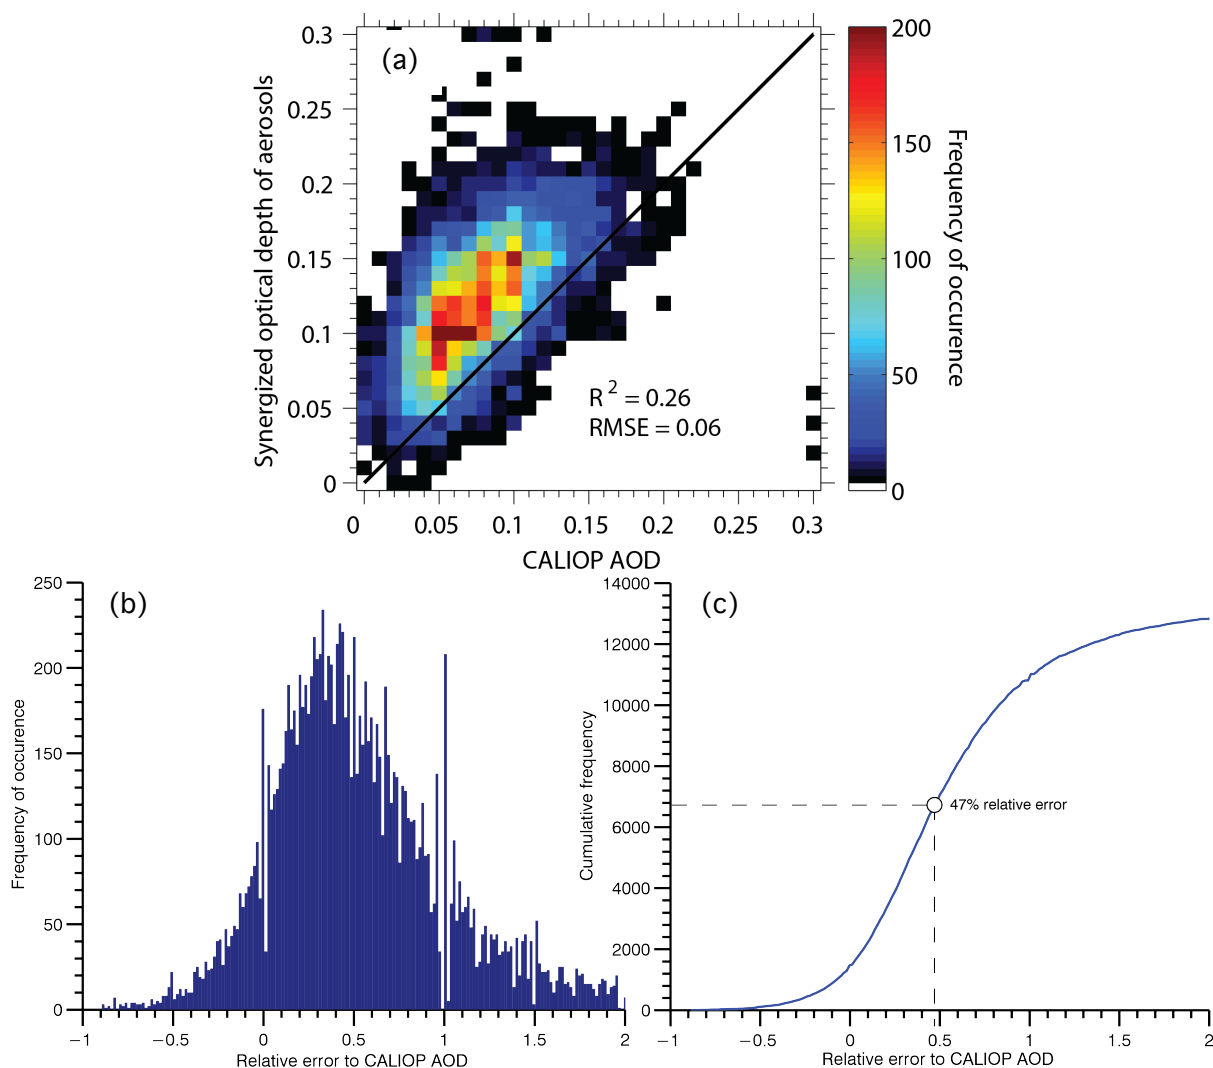 (a)
Synergized optical depth of aerosols
0.3
0.25
0.2
0.15
0.1
0.05
0
R 2 = 0.26
RMSE = 0.06
0 0.05 0.1 0.15 0.2 0.25 0.3
CALIOP AOD
200
150
100
50
0
Frequency of occurence
(b)
Frequency of occurence
250
200
150
100
50
0
−1 −0.5 0 0.5 1 1.5 2
Relative error to CALIOP AOD
(c)
Cumulative frequency
14000
12000
10000
8000
6000
4000
2000
0
47% relative error
−1 −0.5 0 0.5 1 1.5 2
Relative error to CALIOP AOD